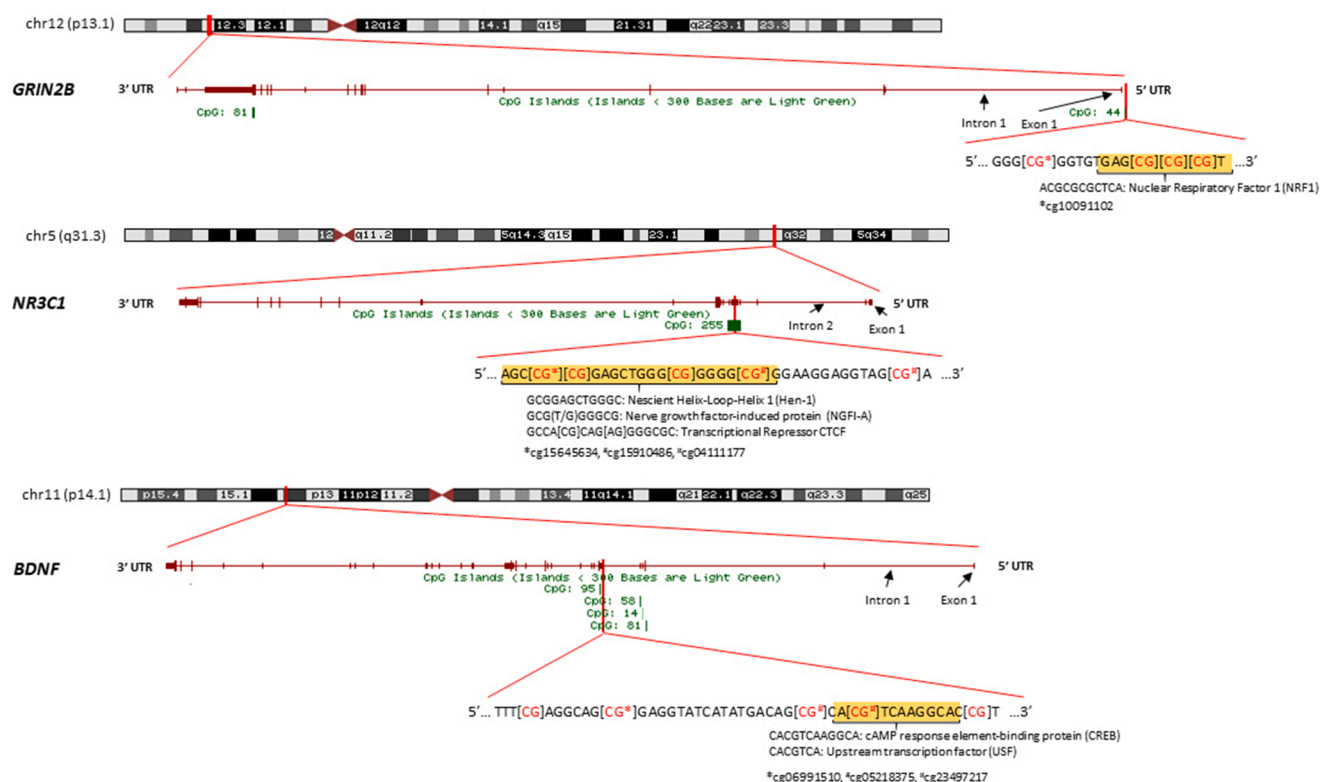 chr12 (p13.1)
12.3 12.1 12q12 14.1 q15 21.31 q22 23.1 23.3
GRIN2B 3’ UTR 5’ UTR
CpG Islands (Islands < 300 Bases are Light Green)
CpG: 81 CpG: 44
Intron 1 Exon 1
5’... GGG[CG*]GGTGTGAG[CG][CG][CG]T ...3’
ACGCGCGCTCA: Nuclear Respiratory Factor 1 (NRF1)
*cg10091102
chr5 (q31.3)
12 q11.2 5q14.3 q15 23.1 q32 5q34
NR3C1 3’ UTR 5’ UTR
CpG Islands (Islands < 300 Bases are Light Green)
CpG: 255
Intron 2 Exon 1
5’... AGC[CG*][CG]GAGCTGGG[CG]GGGG[CG#]GGAAGGAGGTAG[CG¤]A ...3’
GCGGAGCTGGGC: Nescient Helix-Loop-Helix 1 (Hen-1)
GCG(T/G)GGGCG: Nerve growth factor-induced protein (NGFI-A)
GCCA[CG]CAG[AG]GGGCGC: Transcriptional Repressor CTCF
*cg15645634, #cg15910486, ¤cg04111177
chr11 (p14.1)
p15.4 15.1 p13 11p12 11.2 13.4 11q14.1 q21 22.1 q22.3 q23.3 q25
BDNF 3’ UTR 5’ UTR
CpG Islands (Islands < 300 Bases are Light Green)
CpG: 95
CpG: 58
CpG: 14
CpG: 81
Intron 1 Exon 1
5’... TTT[CG]AGGCAG[CG*]GAGGTATCATATGACAG[CG#]CA[CG¤]TCAAGGCAC[CG]T ...3’
CACGTCAAGGCA: cAMP response element-binding protein (CREB)
CACGTCA: Upstream transcription factor (USF)
*cg06991510, #cg05218375, ¤cg23497217